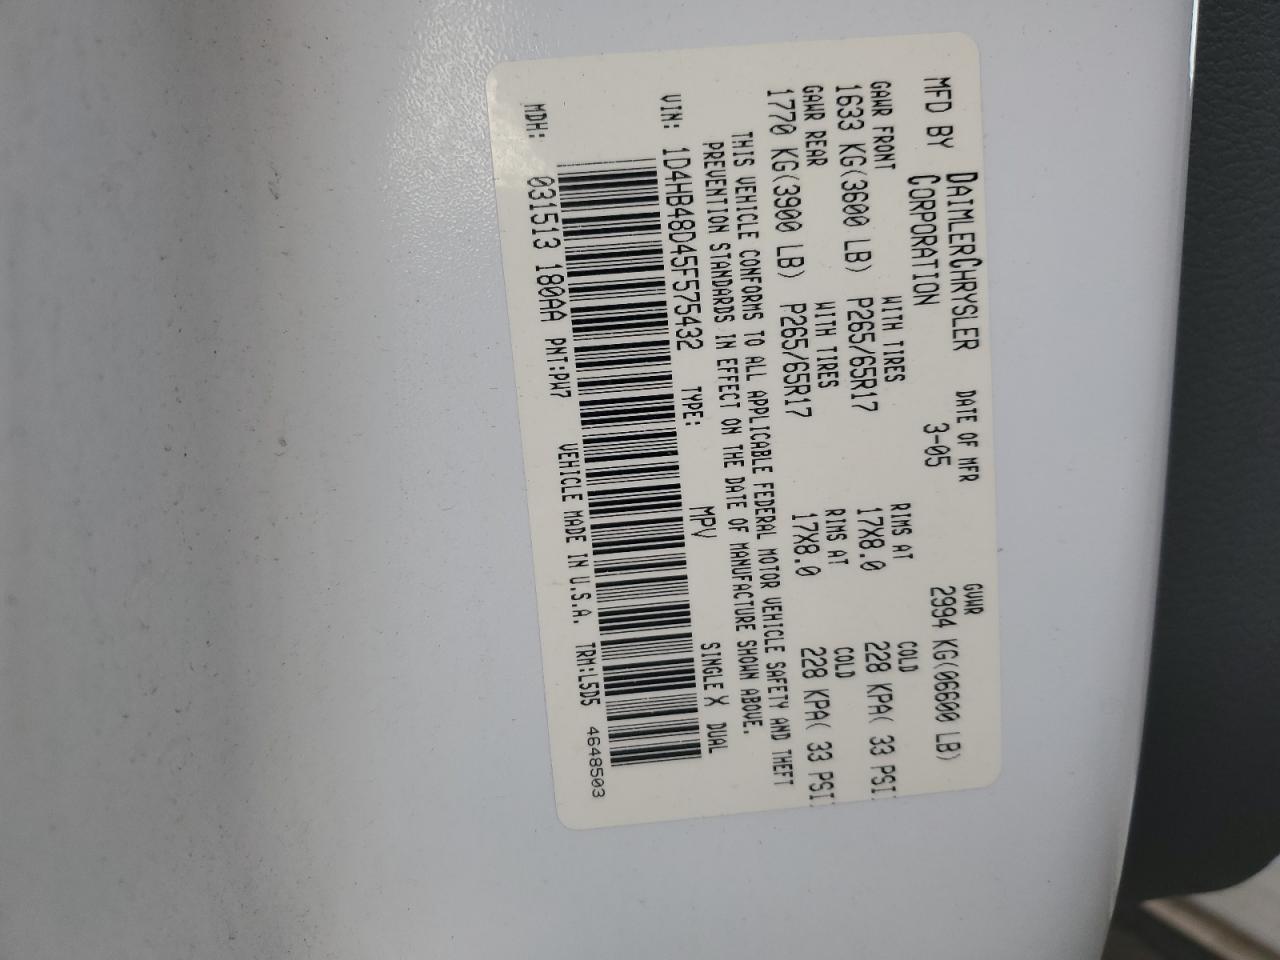 MFD BY DAIMLERCHRYSLER CORPORATION DATE OF MFR 3-05 GVWR 2994 KG(06600 LB)
GAWR FRONT WITH TIRES RIMS AT COLD
1633 KG(3600 LB) P265/65R17 17X8.0 228 KPA( 33 PSI)
GAWR REAR WITH TIRES RIMS AT COLD
1770 KG(3900 LB) P265/65R17 17X8.0 228 KPA( 33 PSI)
THIS VEHICLE CONFORMS TO ALL APPLICABLE FEDERAL MOTOR VEHICLE SAFETY AND THEFT
PREVENTION STANDARDS IN EFFECT ON THE DATE OF MANUFACTURE SHOWN ABOVE.
VIN: 1D4HB48D45F575432 TYPE: MPV SINGLE X DUAL
MDH: 031513 180AA PNT:PW7 VEHICLE MADE IN U.S.A. TRM:L5D5 4648503